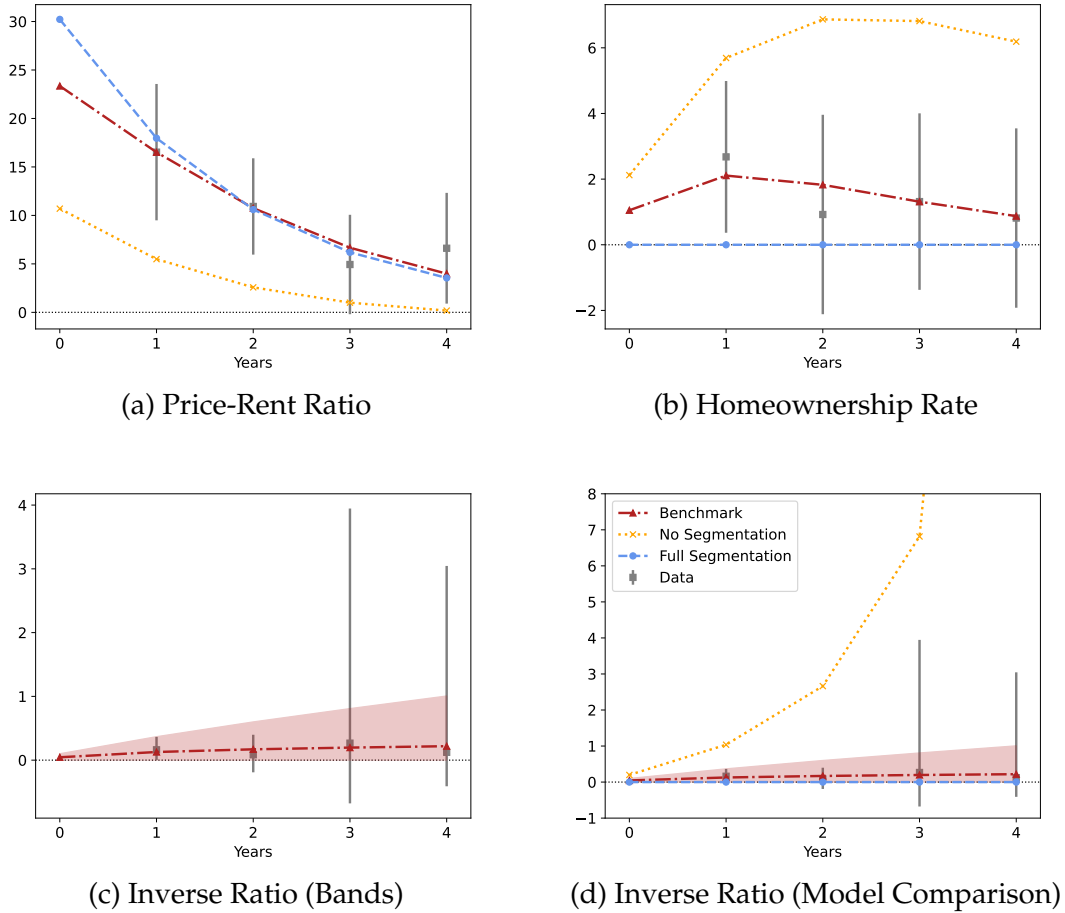 30
25
20
15
10
5
0
0 1 2 3 4
Years
(a) Price-Rent Ratio
6
4
2
0
−2
0 1 2 3 4
Years
(b) Homeownership Rate
4
3
2
1
0
0 1 2 3 4
Years
(c) Inverse Ratio (Bands)
8
7
6
5
4
3
2
1
0
−1
Benchmark
No Segmentation
Full Segmentation
Data
0 1 2 3 4
Years
(d) Inverse Ratio (Model Comparison)